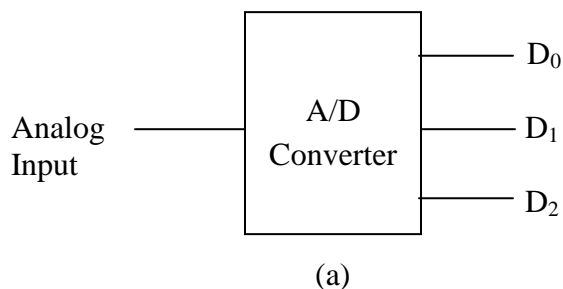 D₀
A/D
Analog
D₁
Input
Converter
D₂
(a)